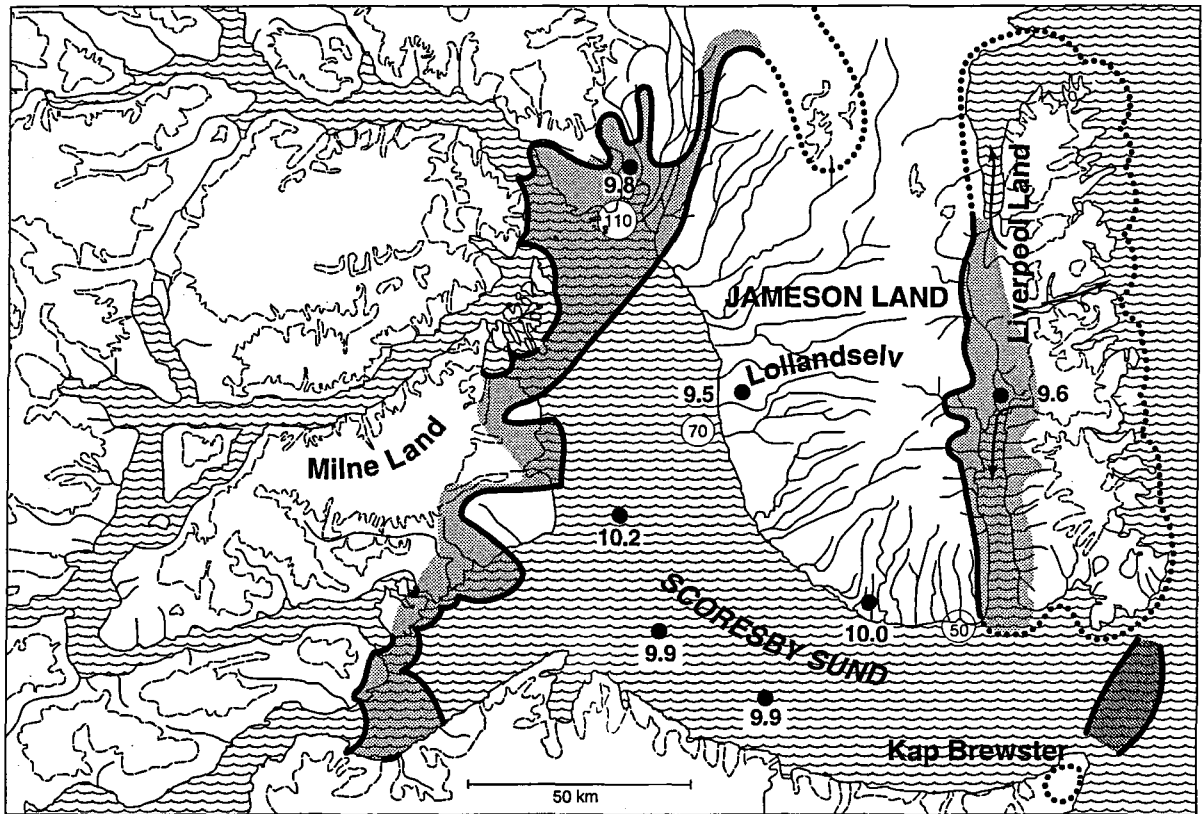 9.8
110
Liverpool Land
JAMESON LAND
Lollandselv
9.5
9.6
70
Milne Land
10.2
SCORESBY SUND
10.0
50
9.9
9.9
Kap Brewster
50 km